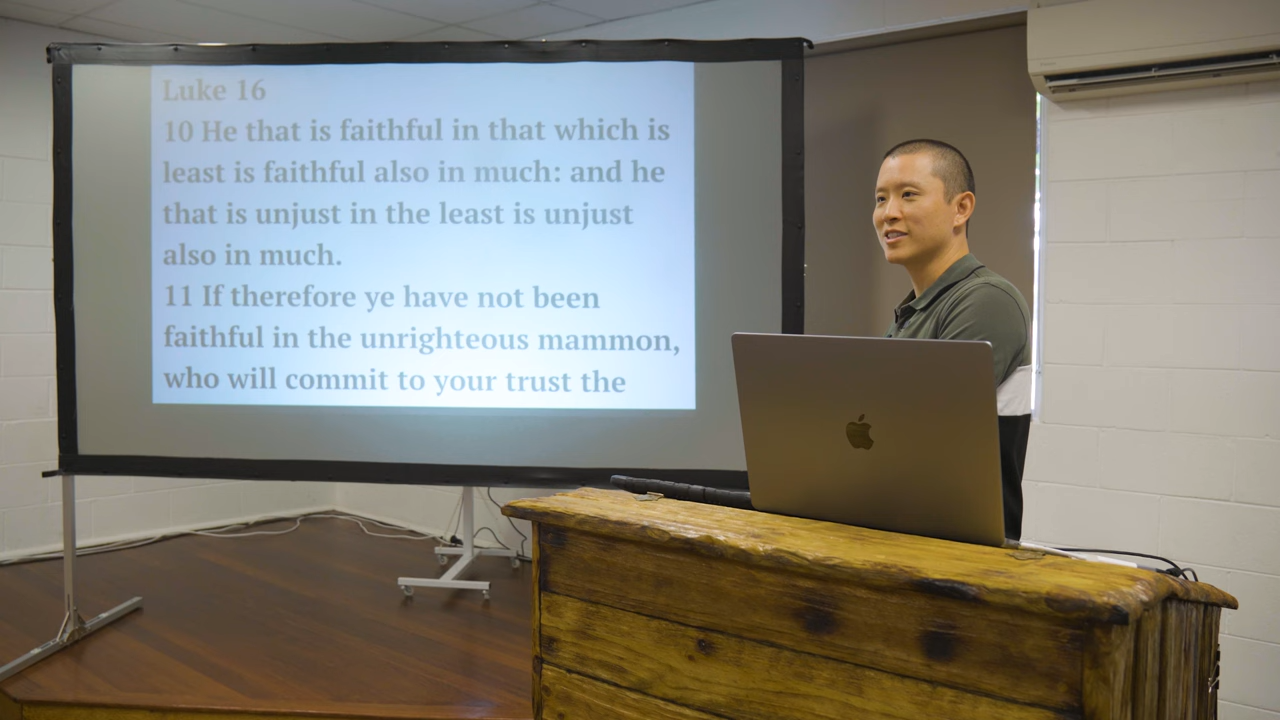 Luke 16
10 He that is faithful in that which is
least is faithful also in much: and he
that is unjust in the least is unjust
also in much.
11 If therefore ye have not been
faithful in the unrighteous mammon,
who will commit to your trust the